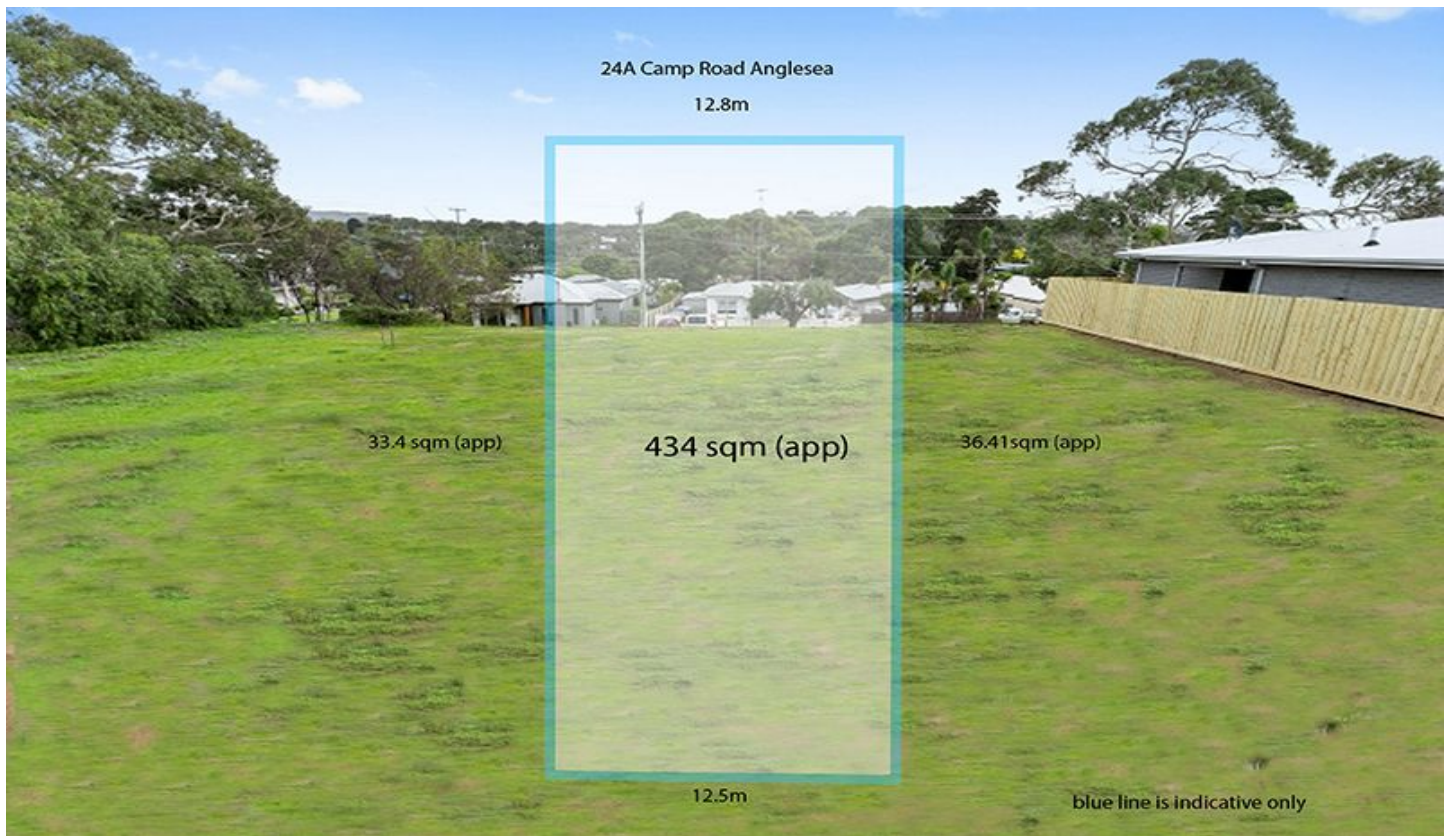 24A Camp Road Anglesea
12.8m
33.4 sqm (app)
434 sqm (app)
36.41sqm (app)
12.5m
blue line is indicative only